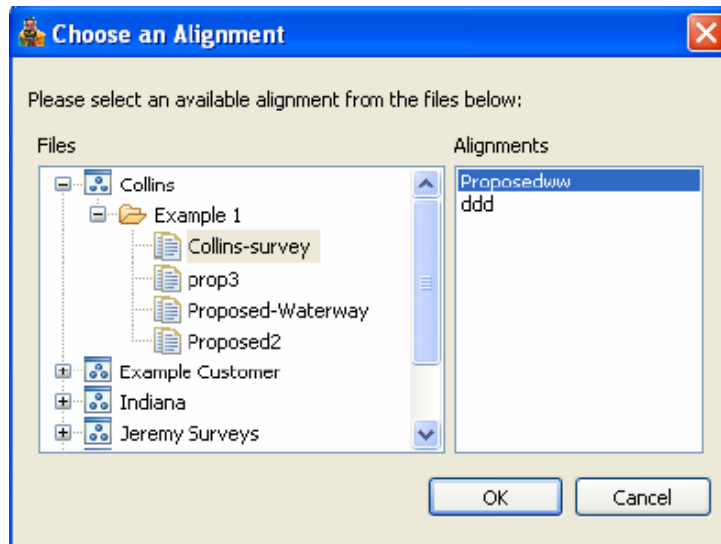 Choose an Alignment
Please select an available alignment from the files below:
Files
Alignments
Collins
Example 1
Collins-survey
prop3
Proposed-Waterway
Proposed2
Example Customer
Indiana
Jeremy Surveys
Proposedww
ddd
OK
Cancel